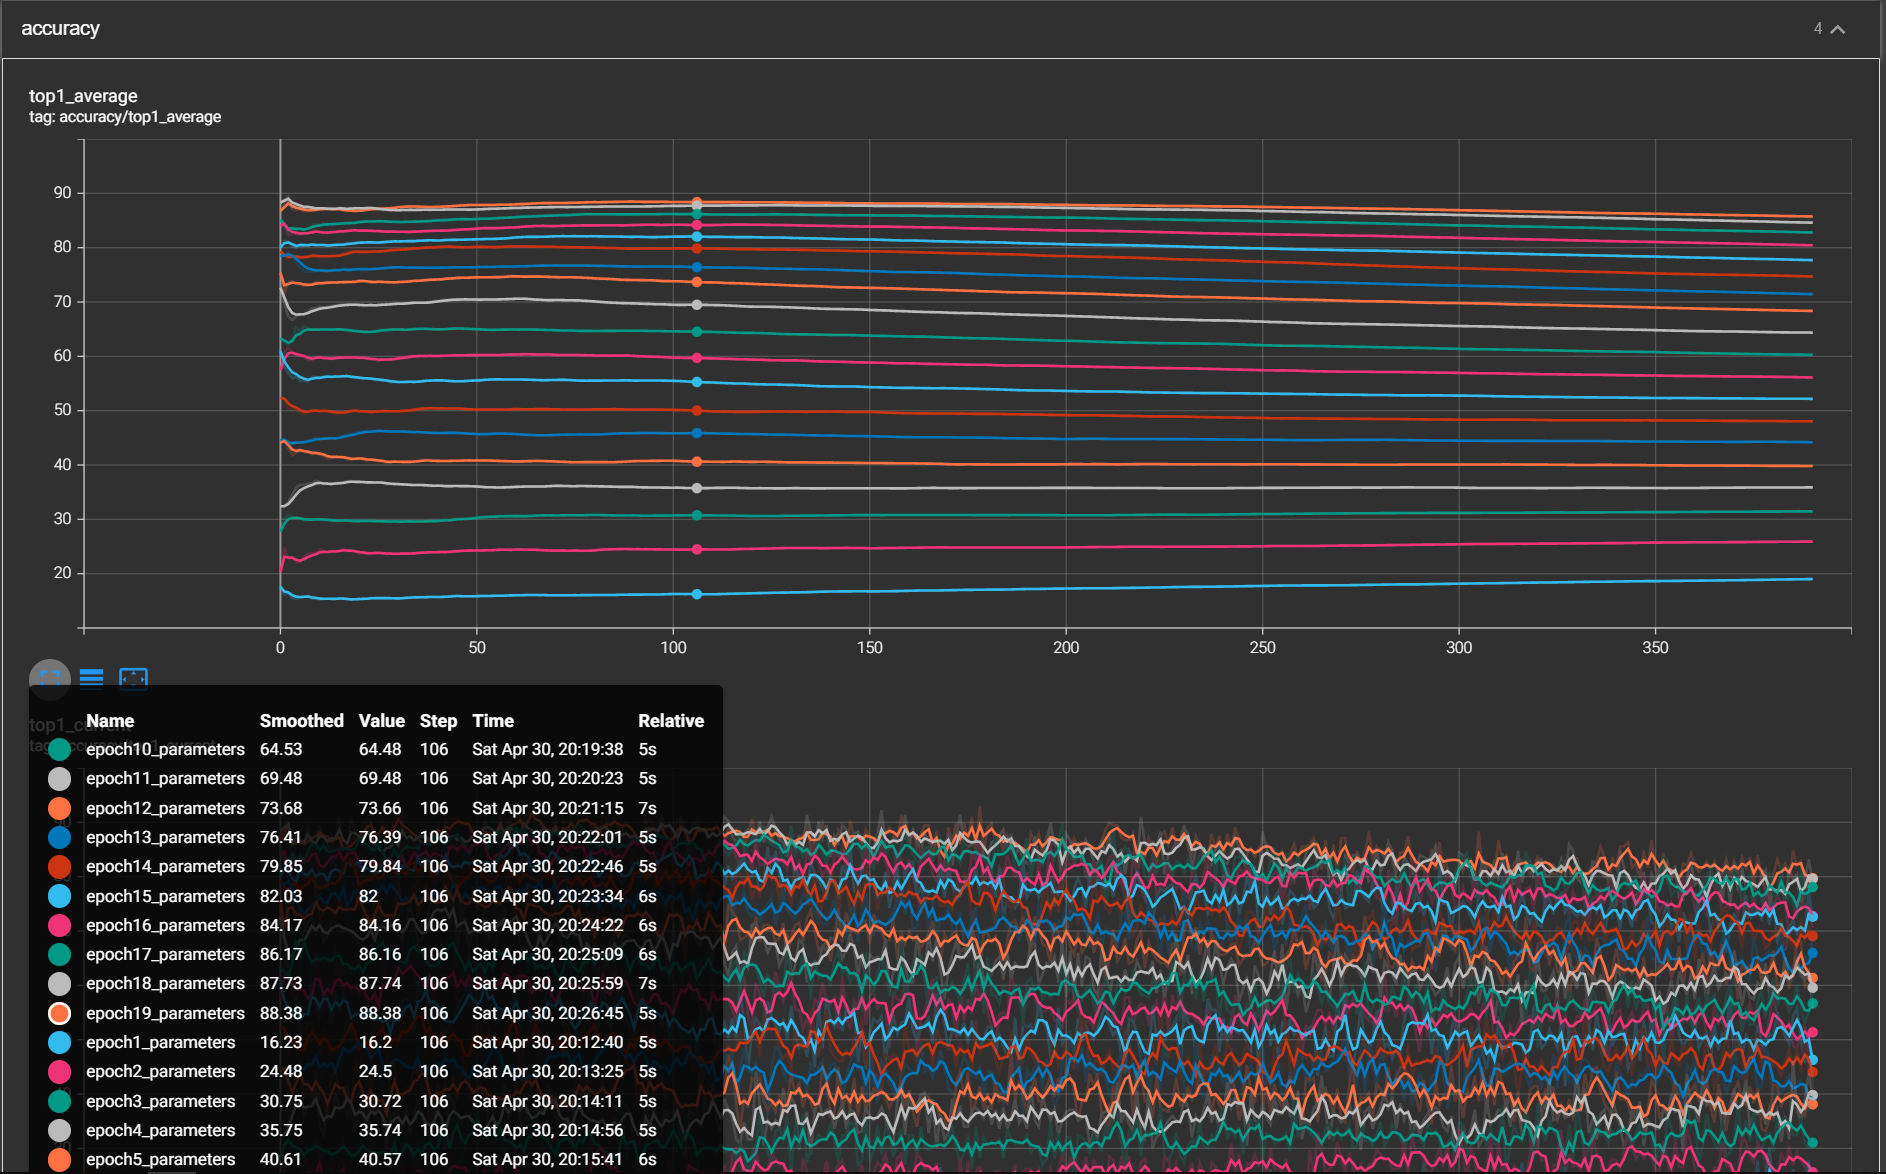 accuracy
4
top1_average
tag: accuracy/top1_average
90
80
70
60
50
40
30
20
0 50 100 150 200 250 300 350
top1_current
Name Smoothed Value Step Time Relative
epoch10_parameters 64.53 64.48 106 Sat Apr 30, 20:19:38 5s
epoch11_parameters 69.48 69.48 106 Sat Apr 30, 20:20:23 5s
epoch12_parameters 73.68 73.66 106 Sat Apr 30, 20:21:15 7s
epoch13_parameters 76.41 76.39 106 Sat Apr 30, 20:22:01 5s
epoch14_parameters 79.85 79.84 106 Sat Apr 30, 20:22:46 5s
epoch15_parameters 82.03 82 106 Sat Apr 30, 20:23:34 6s
epoch16_parameters 84.17 84.16 106 Sat Apr 30, 20:24:22 6s
epoch17_parameters 86.17 86.16 106 Sat Apr 30, 20:25:09 6s
epoch18_parameters 87.73 87.74 106 Sat Apr 30, 20:25:59 7s
epoch19_parameters 88.38 88.38 106 Sat Apr 30, 20:26:45 5s
epoch1_parameters 16.23 16.2 106 Sat Apr 30, 20:12:40 5s
epoch2_parameters 24.48 24.5 106 Sat Apr 30, 20:13:25 5s
epoch3_parameters 30.75 30.72 106 Sat Apr 30, 20:14:11 5s
epoch4_parameters 35.75 35.74 106 Sat Apr 30, 20:14:56 5s
epoch5_parameters 40.61 40.57 106 Sat Apr 30, 20:15:41 6s